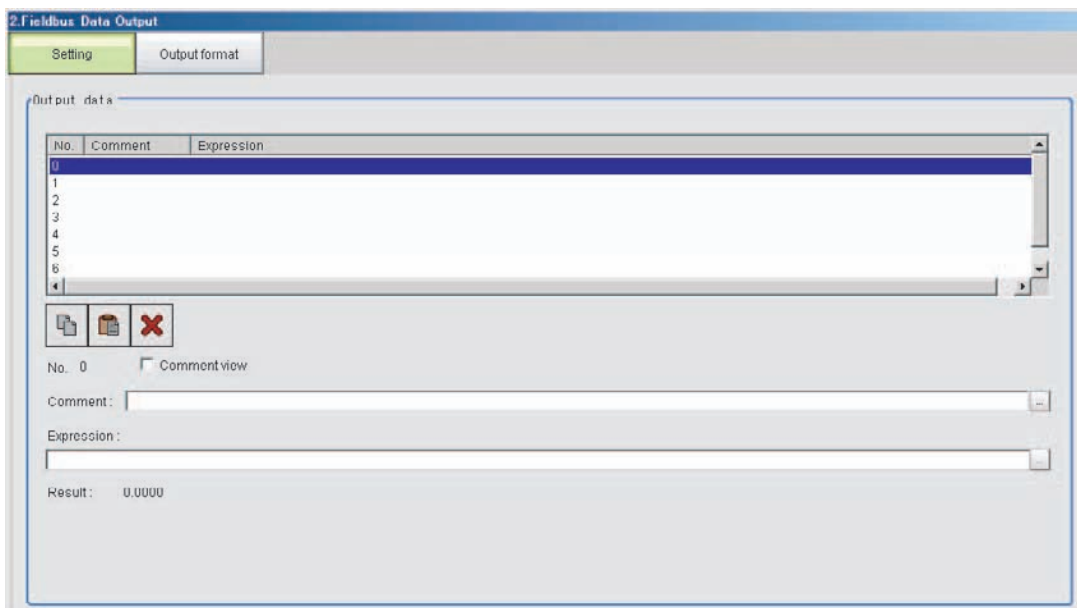 2.Fieldbus Data Output
Setting Output format
Output data
No. Comment Expression
0
1
2
3
4
5
6
No. 0 Comment view
Comment : ...
Expression :
...
Result : 0.0000